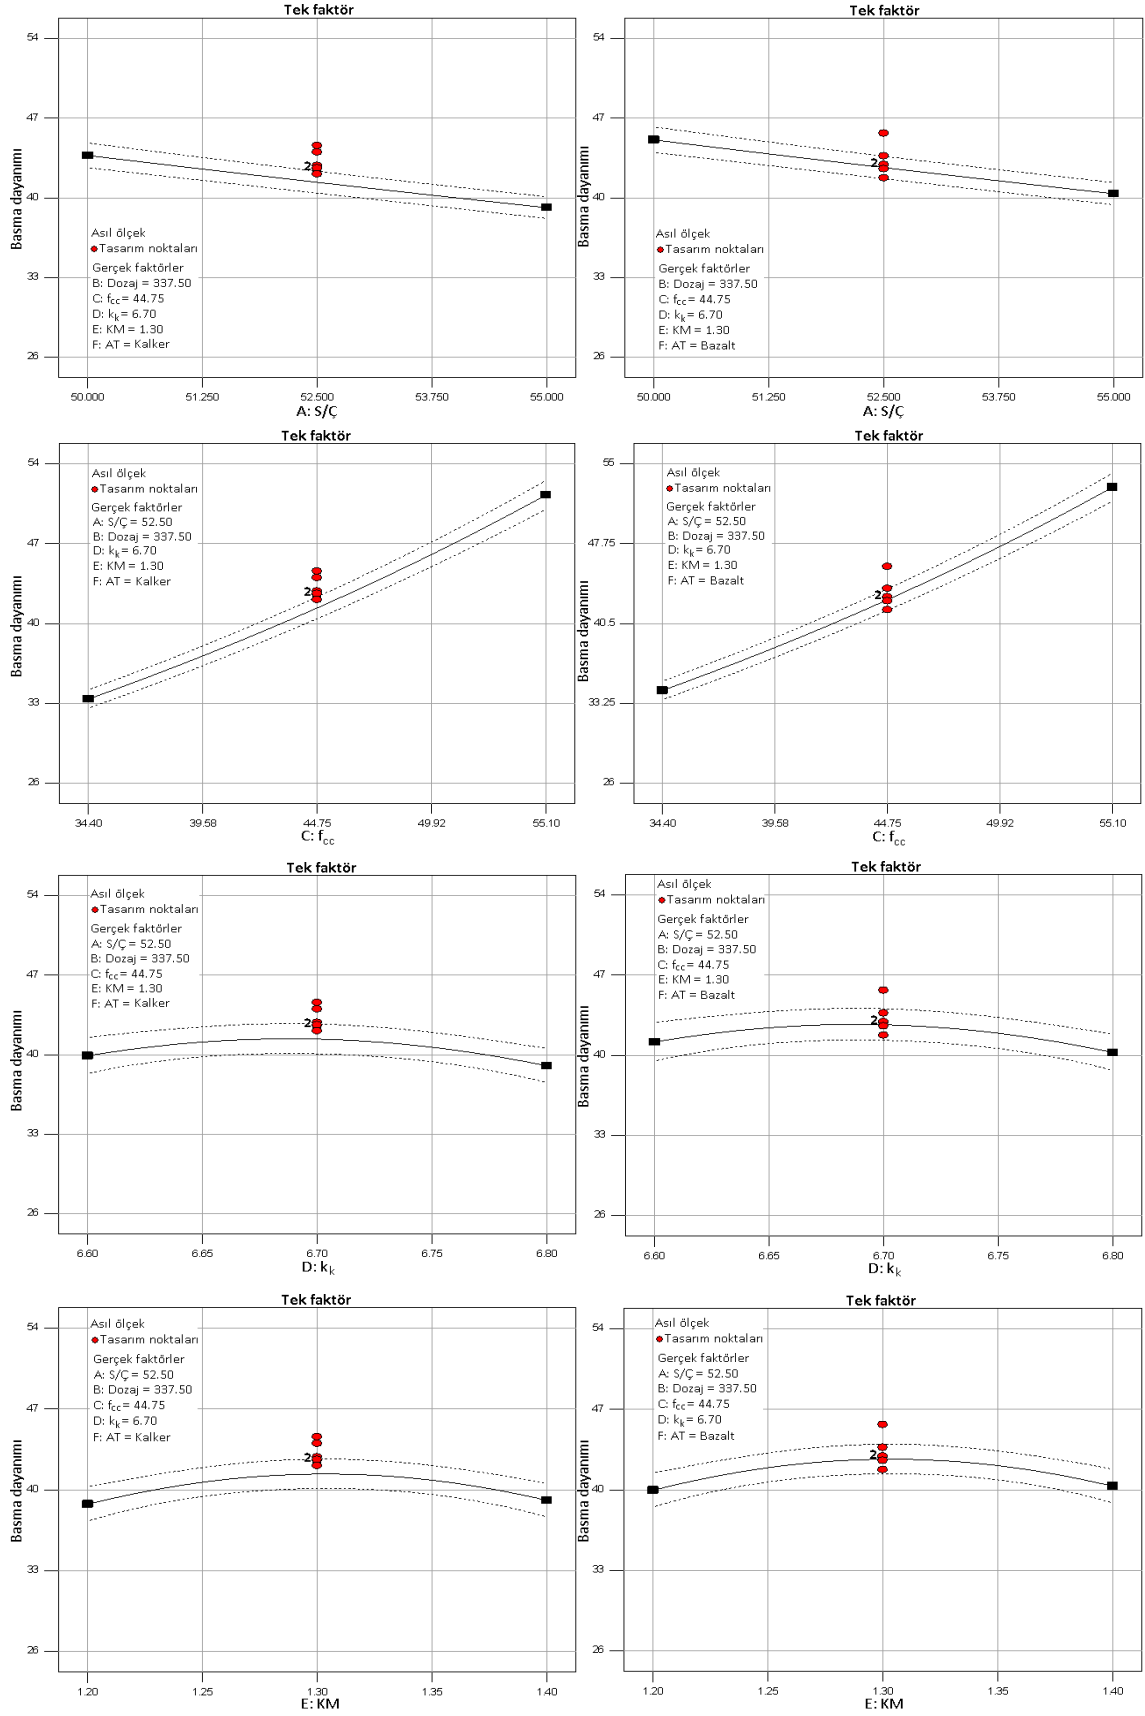 Tek faktör
Basma dayanımı
54
47
40
33
26
2
Asıl ölçek
Tasarım noktaları
Gerçek faktörler
B: Dozaj = 337.50
C: fcc = 44.75
D: kk = 6.70
E: KM = 1.30
F: AT = Kalker
50.000
51.250
52.500
53.750
55.000
A: S/Ç
Tek faktör
Basma dayanımı
54
47
40
33
26
2
Asıl ölçek
Tasarım noktaları
Gerçek faktörler
B: Dozaj = 337.50
C: fcc = 44.75
D: kk = 6.70
E: KM = 1.30
F: AT = Bazalt
50.000
51.250
52.500
53.750
55.000
A: S/Ç
Tek faktör
Basma dayanımı
54
47
40
33
26
2
Asıl ölçek
Tasarım noktaları
Gerçek faktörler
A: S/Ç = 52.50
B: Dozaj = 337.50
D: kk = 6.70
E: KM = 1.30
F: AT = Kalker
34.40
39.58
44.75
49.92
55.10
C: fcc
Tek faktör
Basma dayanımı
55
47.75
40.5
33.25
26
2
Asıl ölçek
Tasarım noktaları
Gerçek faktörler
A: S/Ç = 52.50
B: Dozaj = 337.50
D: kk = 6.70
E: KM = 1.30
F: AT = Bazalt
34.40
39.58
44.75
49.92
55.10
C: fcc
Tek faktör
Basma dayanımı
54
47
40
33
26
2
Asıl ölçek
Tasarım noktaları
Gerçek faktörler
A: S/Ç = 52.50
B: Dozaj = 337.50
C: fcc = 44.75
E: KM = 1.30
F: AT = Kalker
6.60
6.65
6.70
6.75
6.80
D: kk
Tek faktör
Basma dayanımı
54
47
40
33
26
2
Asıl ölçek
Tasarım noktaları
Gerçek faktörler
A: S/Ç = 52.50
B: Dozaj = 337.50
C: fcc = 44.75
E: KM = 1.30
F: AT = Bazalt
6.60
6.65
6.70
6.75
6.80
D: kk
Tek faktör
Basma dayanımı
54
47
40
33
26
2
Asıl ölçek
Tasarım noktaları
Gerçek faktörler
A: S/Ç = 52.50
B: Dozaj = 337.50
C: fcc = 44.75
D: kk = 6.70
F: AT = Kalker
1.20
1.25
1.30
1.35
1.40
E: KM
Tek faktör
Basma dayanımı
54
47
40
33
26
2
Asıl ölçek
Tasarım noktaları
Gerçek faktörler
A: S/Ç = 52.50
B: Dozaj = 337.50
C: fcc = 44.75
D: kk = 6.70
F: AT = Bazalt
1.20
1.25
1.30
1.35
1.40
E: KM